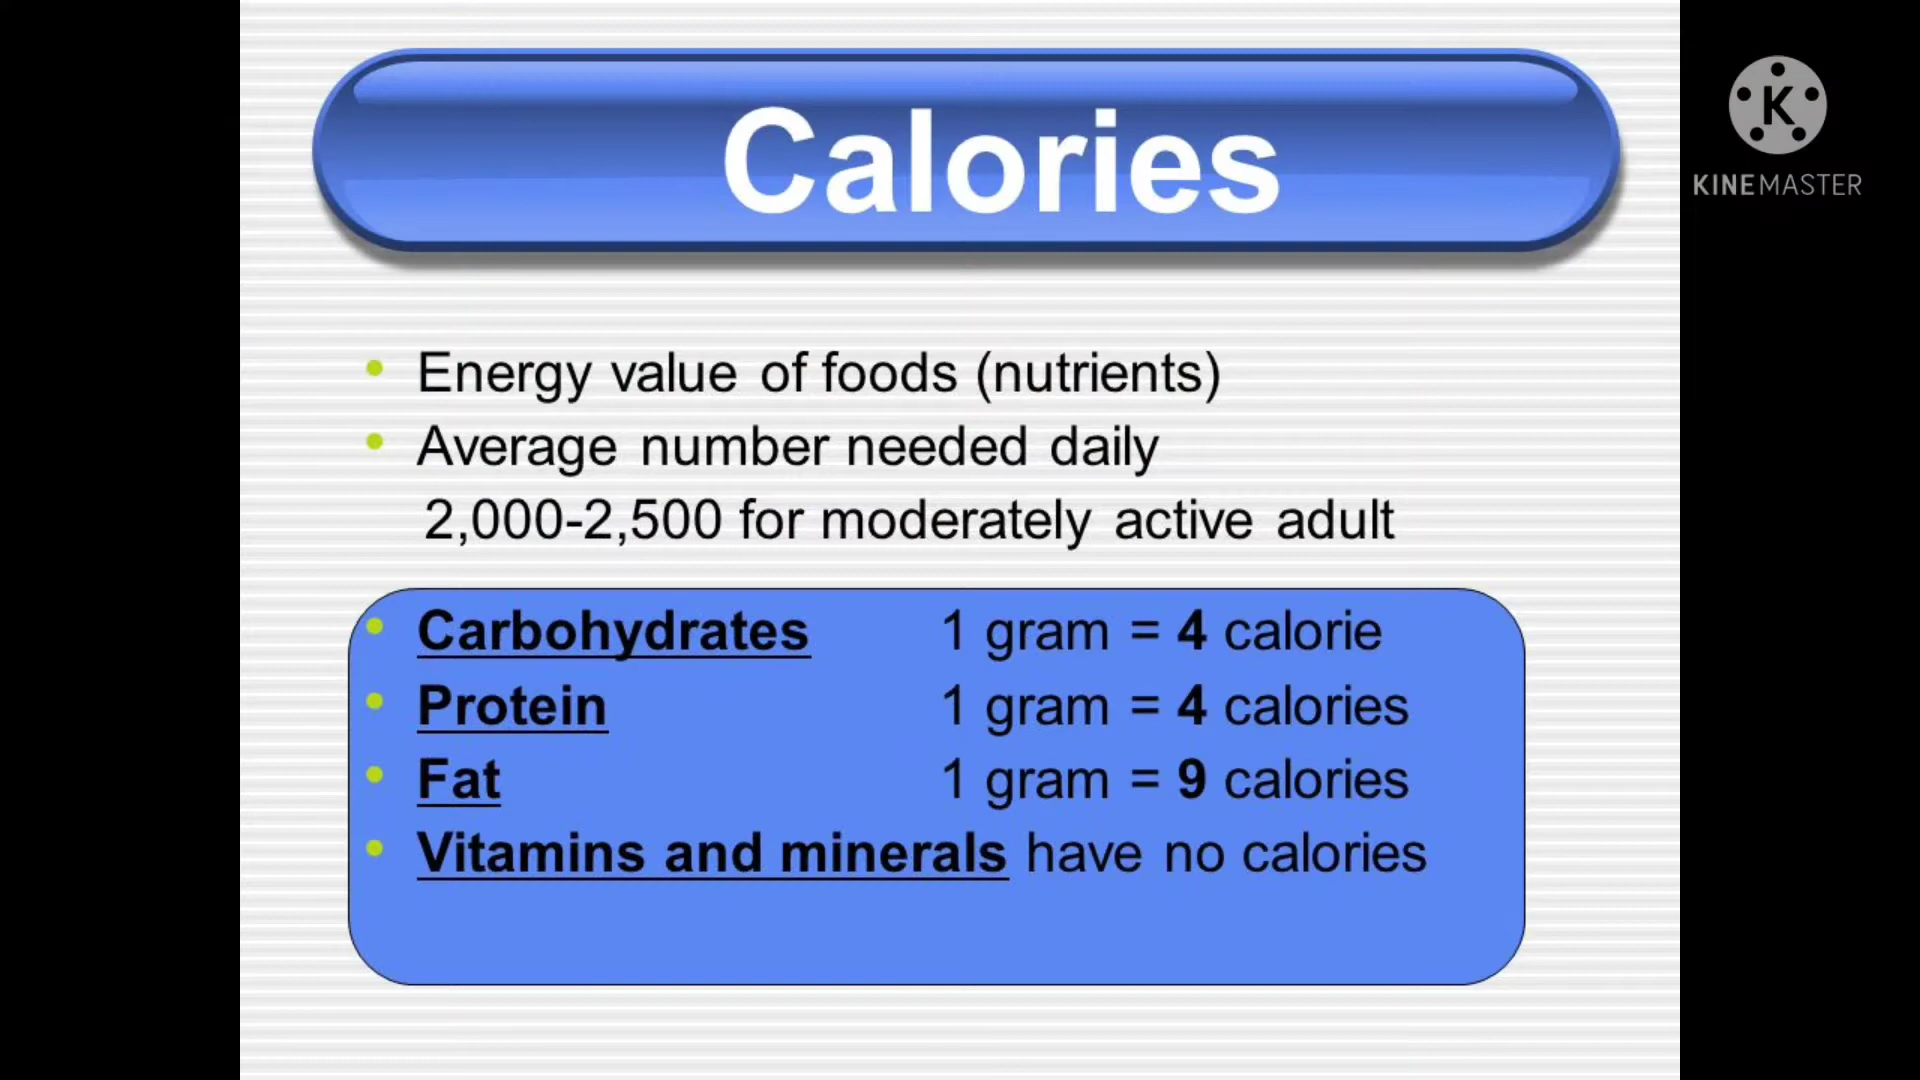 Calories
K
KINEMASTER
• Energy value of foods (nutrients)
• Average number needed daily
2,000-2,500 for moderately active adult
• Carbohydrates 1 gram = 4 calorie
• Protein 1 gram = 4 calories
• Fat 1 gram = 9 calories
• Vitamins and minerals have no calories